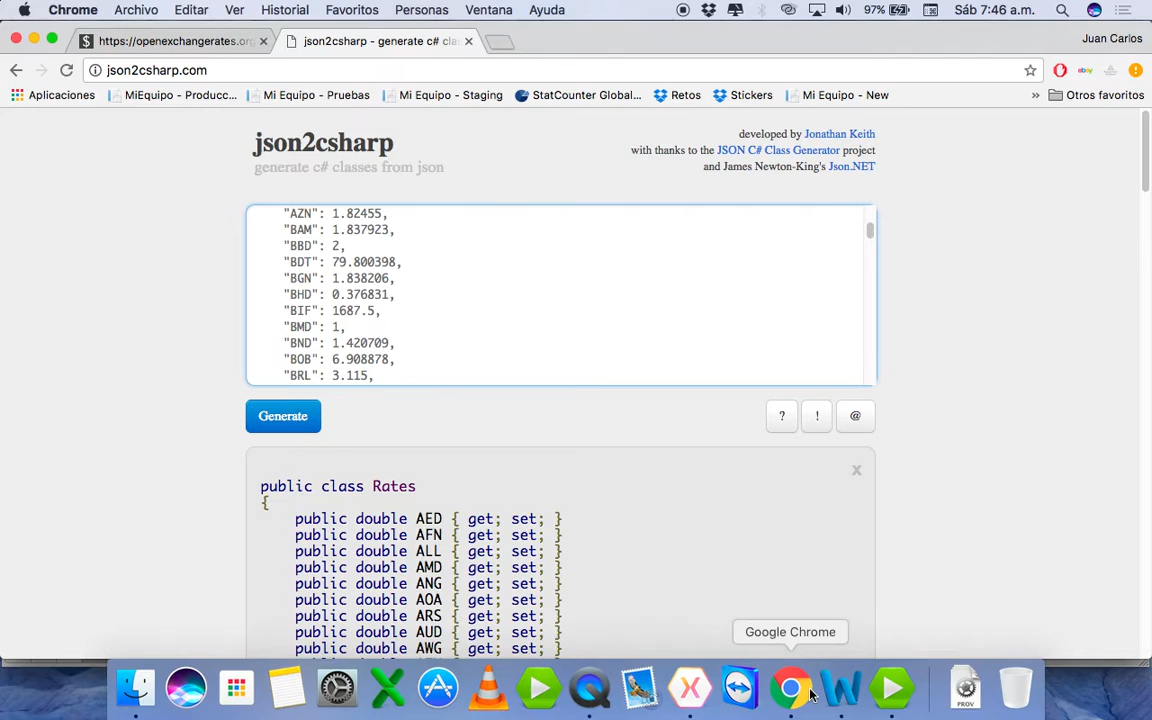 Chrome Archivo Editar Ver Historial Favoritos Personas Ventana Ayuda 97% Sáb 7:46 a.m.
$ https://openexchangerates.org × json2csharp - generate c# cla × Juan Carlos
json2csharp.com
Aplicaciones MiEquipo - Producc... Mi Equipo - Pruebas Mi Equipo - Staging StatCounter Global... Retos Stickers Mi Equipo - New » Otros favoritos
json2csharp
generate c# classes from json
developed by Jonathan Keith
with thanks to the JSON C# Class Generator project
and James Newton-King's Json.NET
"AZN": 1.82455,
"BAM": 1.837923,
"BBD": 2,
"BDT": 79.800398,
"BGN": 1.838206,
"BHD": 0.376831,
"BIF": 1687.5,
"BMD": 1,
"BND": 1.420709,
"BOB": 6.908878,
"BRL": 3.115,
Generate ? ! @
x
public class Rates
{
public double AED { get; set; }
public double AFN { get; set; }
public double ALL { get; set; }
public double AMD { get; set; }
public double ANG { get; set; }
public double AOA { get; set; }
public double ARS { get; set; }
public double AUD { get; set; }
public double AWG { get; set; }
Google Chrome
PROV